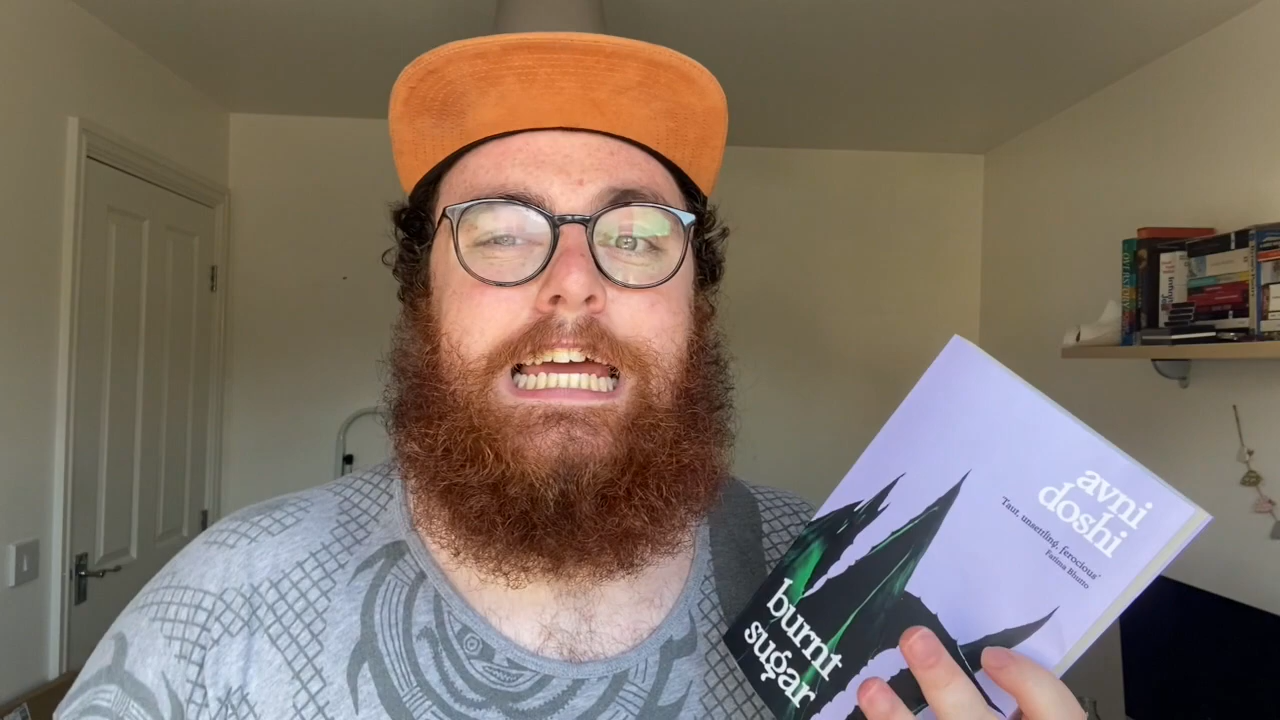 avni
doshi
'Taut, unsettling, ferocious'
Fatima Bhutto
burnt
sugar